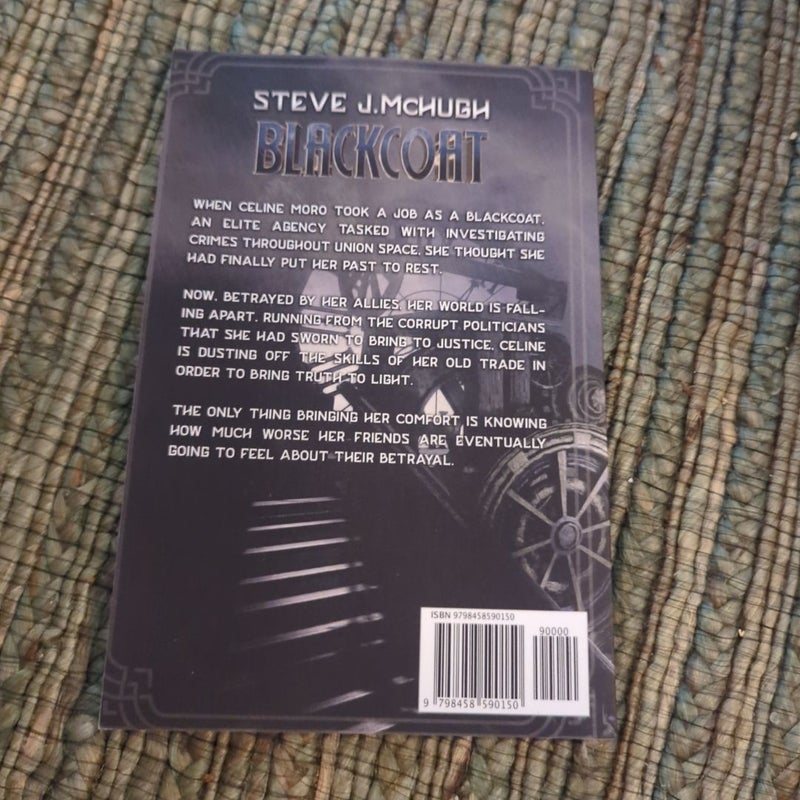 STEVE J.MCHUGH
BLACKCOAT
WHEN CELINE MORO TOOK A JOB AS A BLACKCOAT,
AN ELITE AGENCY TASKED WITH INVESTIGATING
CRIMES THROUGHOUT UNION SPACE, SHE THOUGHT SHE
HAD FINALLY PUT HER PAST TO REST.
NOW, BETRAYED BY HER ALLIES, HER WORLD IS FALL-
ING APART. RUNNING FROM THE CORRUPT POLITICIANS
THAT SHE HAD SWORN TO BRING TO JUSTICE, CELINE
IS DUSTING OFF THE SKILLS OF HER OLD TRADE IN
ORDER TO BRING TRUTH TO LIGHT.
THE ONLY THING BRINGING HER COMFORT IS KNOWING
HOW MUCH WORSE HER FRIENDS ARE EVENTUALLY
GOING TO FEEL ABOUT THEIR BETRAYAL.
ISBN 9798458590150
90000
9 798458 590150